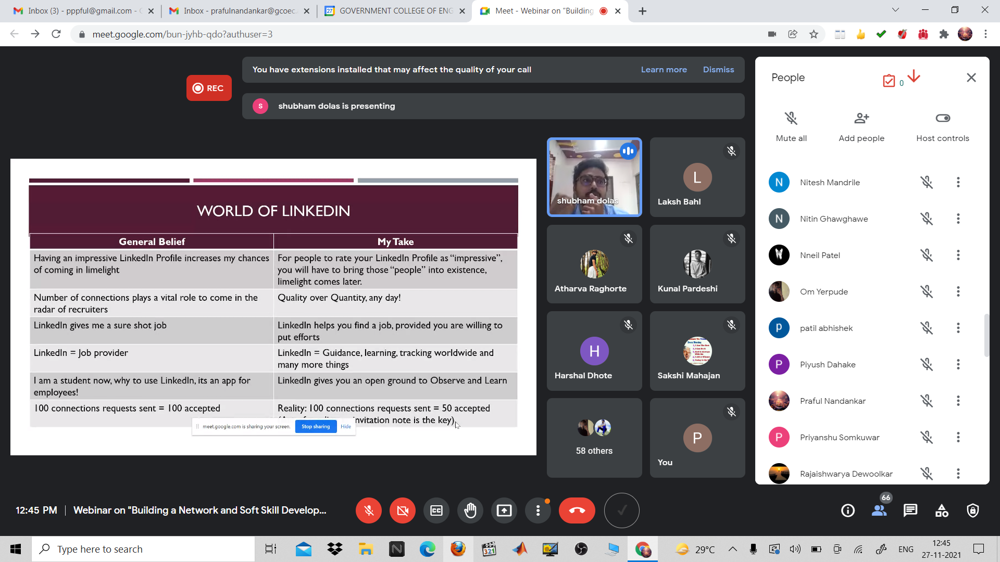 Inbox (3) - pppful@gmail.com -
Inbox - prafulnandankar@gcoec.
27
GOVERNMENT COLLEGE OF ENG
Meet - Webinar on "Building
meet.google.com/bun-jyhb-qdo?authuser=3
You have extensions installed that may affect the quality of your call
Learn more
Dismiss
REC
S
shubham dolas is presenting
WORLD OF LINKEDIN
General Belief
My Take
Having an impressive LinkedIn Profile increases my chances
of coming in limelight
For people to rate your LinkedIn Profile as “impressive”,
you will have to bring those “people” into existence,
limelight comes later.
Number of connections plays a vital role to come in the
radar of recruiters
Quality over Quantity, any day!
LinkedIn gives me a sure shot job
LinkedIn helps you find a job, provided you are willing to
put efforts
LinkedIn = Job provider
LinkedIn = Guidance, learning, tracking worldwide and
many more things
I am a student now, why to use LinkedIn, its an app for
employees!
LinkedIn gives you an open ground to Observe and Learn
100 connections requests sent = 100 accepted
Reality: 100 connections requests sent = 50 accepted
invitation note is the key)
meet.google.com is sharing your screen.
Stop sharing
Hide
shubham dolas
L
Laksh Bahl
Atharva Raghorte
Kunal Pardeshi
H
Harshal Dhote
Sakshi Mahajan
58 others
P
You
People
0
Mute all
Add people
Host controls
N
Nitesh Mandrile
N
Nitin Ghawghawe
Nneil Patel
Om Yerpude
p
patil abhishek
P
Piyush Dahake
Praful Nandankar
P
Priyanshu Somkuwar
Rajaishwarya Dewoolkar
12:45 PM
Webinar on "Building a Network and Soft Skill Develop...
CC
66
Type here to search
N
321
29°C
ENG
12:45
27-11-2021